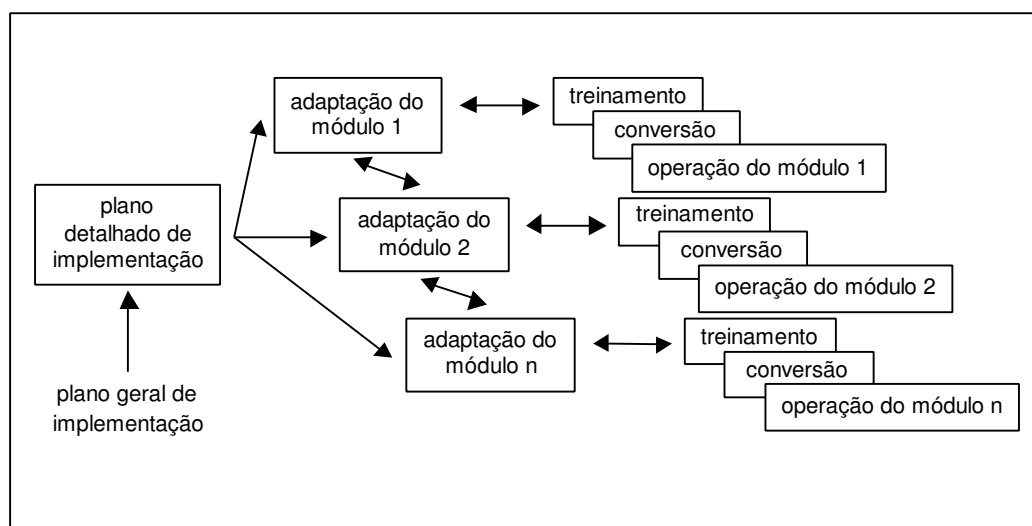 adaptação do
módulo 1
treinamento
conversão
operação do módulo 1
plano
detalhado de
implementação
adaptação do
módulo 2
treinamento
conversão
operação do módulo 2
adaptação do
módulo n
treinamento
conversão
operação do módulo n
plano geral de
implementação